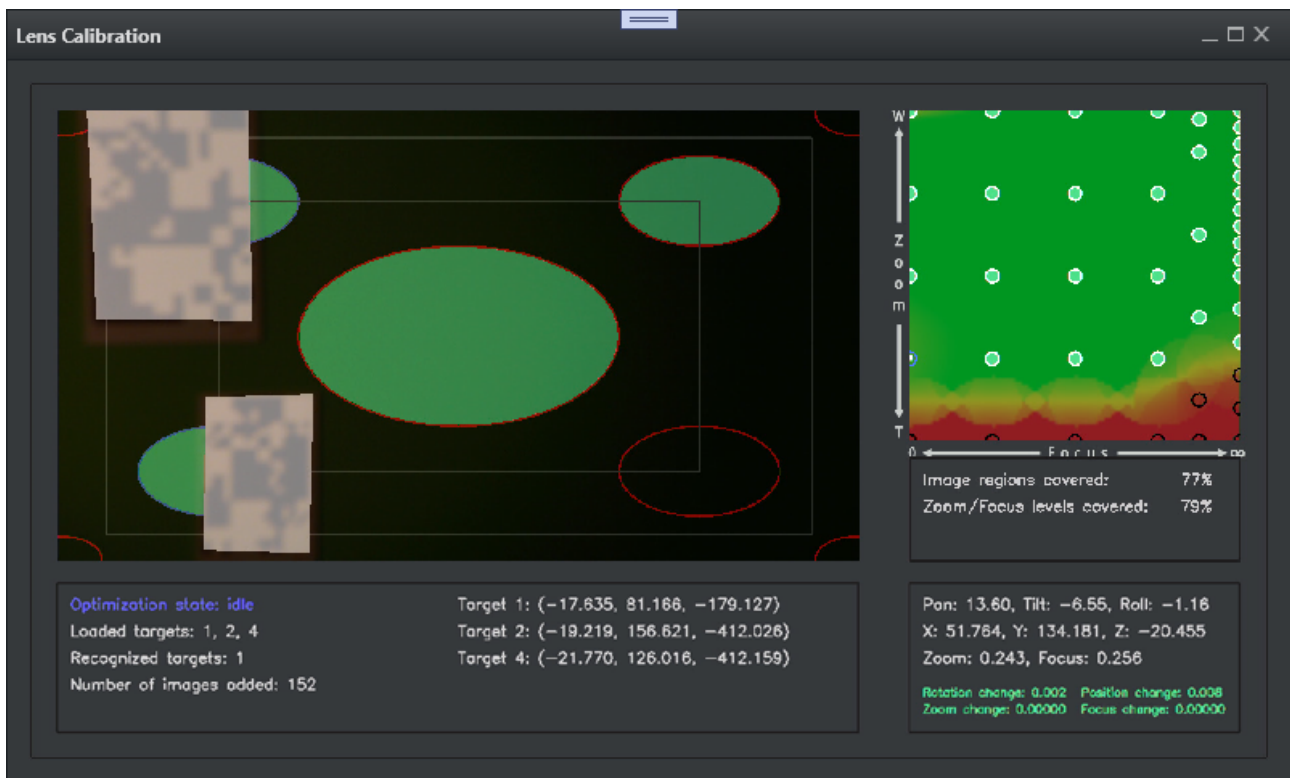 Lens Calibration
W
Zoom
T
0 Focus ∞
Image regions covered: 77%
Zoom/Focus levels covered: 79%
Optimization state: idle
Loaded targets: 1, 2, 4
Recognized targets: 1
Number of images added: 152
Target 1: (-17.635, 81.166, -179.127)
Target 2: (-19.219, 156.621, -412.026)
Target 4: (-21.770, 126.016, -412.159)
Pan: 13.60, Tilt: -6.55, Roll: -1.16
X: 51.764, Y: 134.181, Z: -20.455
Zoom: 0.243, Focus: 0.256
Rotation change: 0.002 Position change: 0.008
Zoom change: 0.00000 Focus change: 0.00000